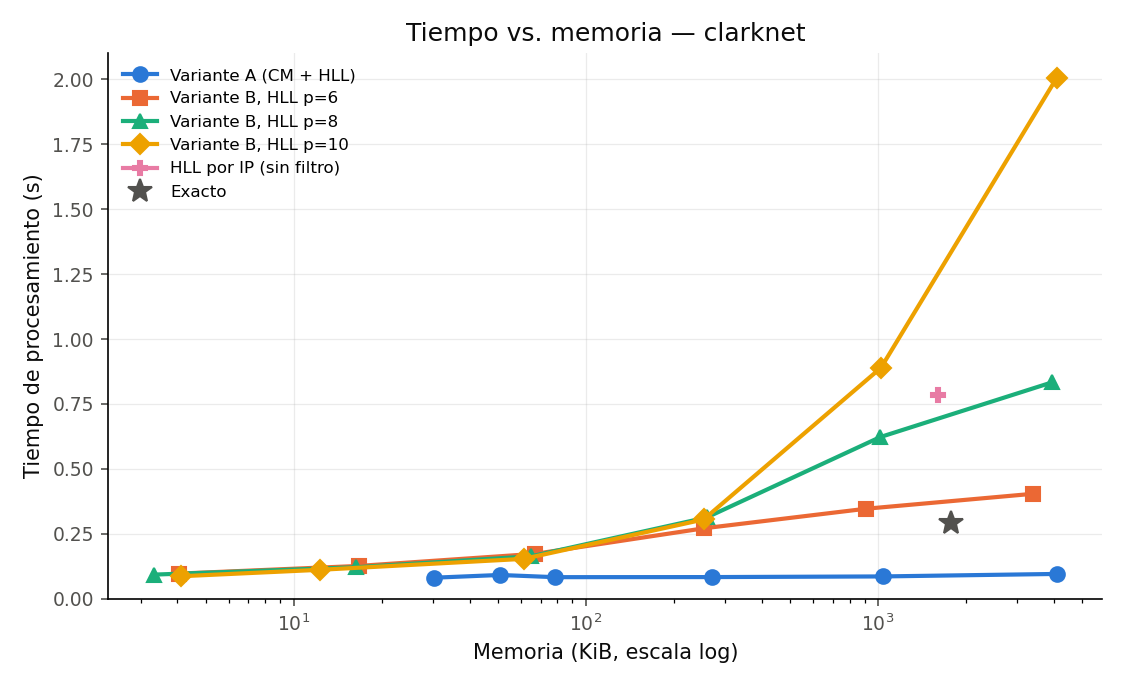 Tiempo vs. memoria — clarknet
Variante A (CM + HLL)
Variante B, HLL p=6
Variante B, HLL p=8
Variante B, HLL p=10
HLL por IP (sin filtro)
Exacto
Tiempo de procesamiento (s)
2.00
1.75
1.50
1.25
1.00
0.75
0.50
0.25
0.00
10¹
10²
10³
Memoria (KiB, escala log)